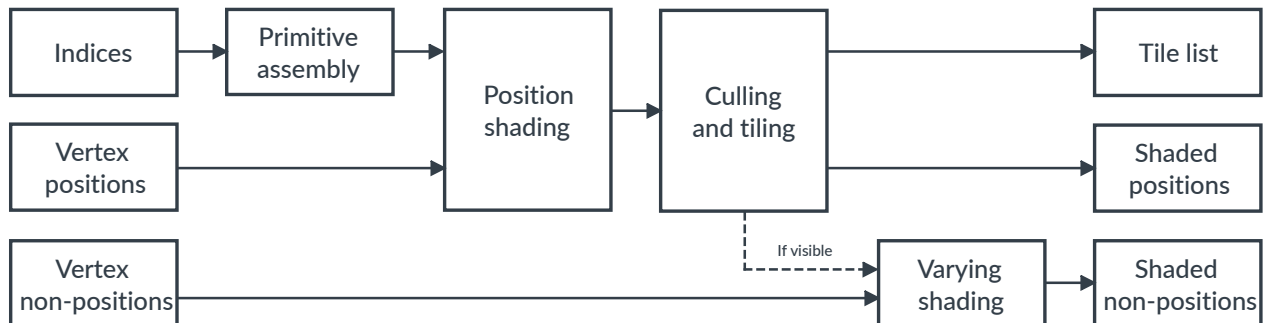 Indices
Primitive
assembly
Position
shading
Culling
and tiling
Tile list
Vertex
positions
Shaded
positions
If visible
Vertex
non-positions
Varying
shading
Shaded
non-positions